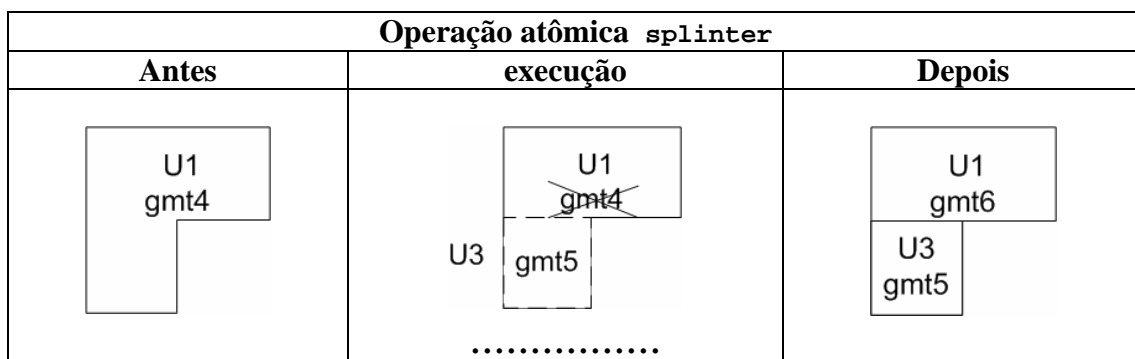 Operação atômica splinter
Antes execução Depois
U1
gmt4
U1
gmt4
U3 gmt5
................
U1
gmt6
U3
gmt5